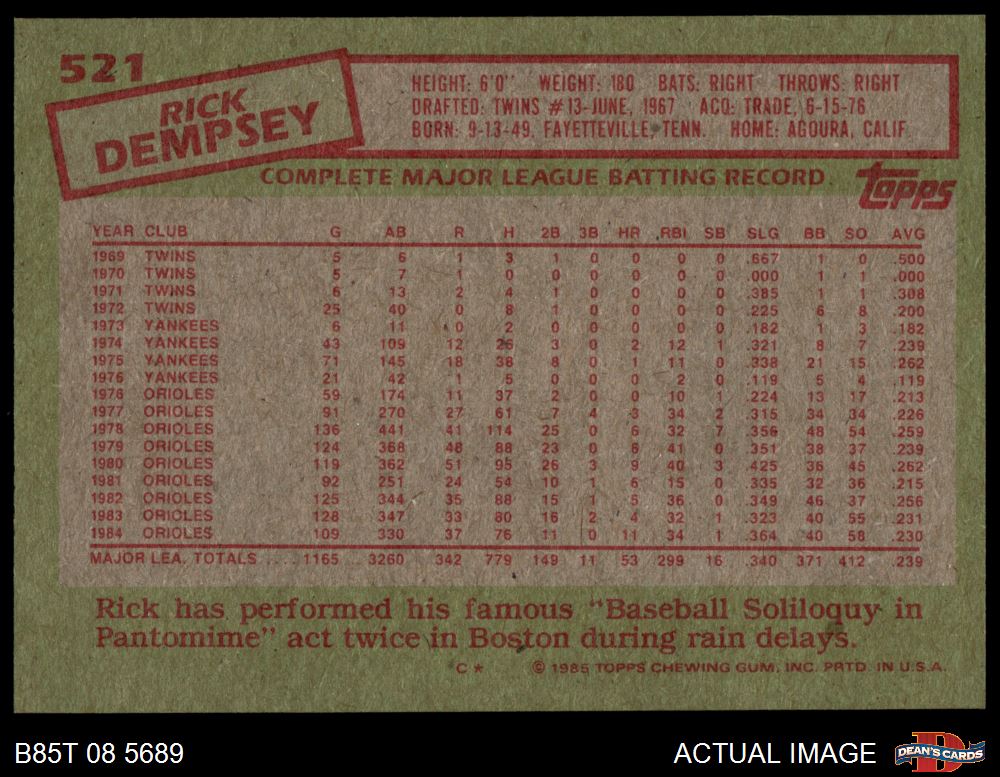 521
RICK
DEMPSEY
HEIGHT: 6'0" WEIGHT: 180 BATS: RIGHT THROWS: RIGHT
DRAFTED: TWINS #13-JUNE, 1967 ACQ: TRADE, 6-15-76
BORN: 9-13-49, FAYETTEVILLE, TENN. HOME: AGOURA, CALIF.
COMPLETE MAJOR LEAGUE BATTING RECORD
topps
YEAR CLUB G AB R H 2B 3B HR RBI SB SLG BB SO AVG
1969 TWINS 5 6 1 3 1 0 0 0 0 .667 1 0 .500
1970 TWINS 5 7 1 0 0 0 0 0 0 .000 1 1 .000
1971 TWINS 6 13 2 4 1 0 0 0 0 .385 1 1 .308
1972 TWINS 25 40 0 8 1 0 0 0 0 .225 6 8 .200
1973 YANKEES 6 11 0 2 0 0 0 0 0 .182 1 3 .182
1974 YANKEES 43 109 12 26 3 0 2 12 1 .321 8 7 .239
1975 YANKEES 71 145 18 38 8 0 1 11 0 .338 21 15 .262
1976 YANKEES 21 42 1 5 0 0 0 2 0 .119 5 4 .119
1976 ORIOLES 59 174 11 37 2 0 0 10 1 .224 13 17 .213
1977 ORIOLES 91 270 27 61 7 4 3 34 2 .315 34 34 .226
1978 ORIOLES 136 441 41 114 25 0 6 32 7 .356 48 54 .259
1979 ORIOLES 124 368 48 88 23 0 6 41 0 .351 38 37 .239
1980 ORIOLES 119 362 51 95 26 3 9 40 3 .425 36 45 .262
1981 ORIOLES 92 251 24 54 10 1 6 15 0 .335 32 36 .215
1982 ORIOLES 125 344 35 88 15 1 5 36 0 .349 46 37 .256
1983 ORIOLES 128 347 33 80 16 2 4 32 1 .323 40 55 .231
1984 ORIOLES 109 330 37 76 11 0 11 34 1 .364 40 58 .230
MAJOR LEA. TOTALS .... 1165 3260 342 779 149 11 53 299 16 .340 371 412 .239
Rick has performed his famous "Baseball Soliloquy in
Pantomime" act twice in Boston during rain delays.
C * © 1985 TOPPS CHEWING GUM, INC. PRTD. IN U.S.A.
B85T 08 5689 ACTUAL IMAGE DEAN'S CARDS